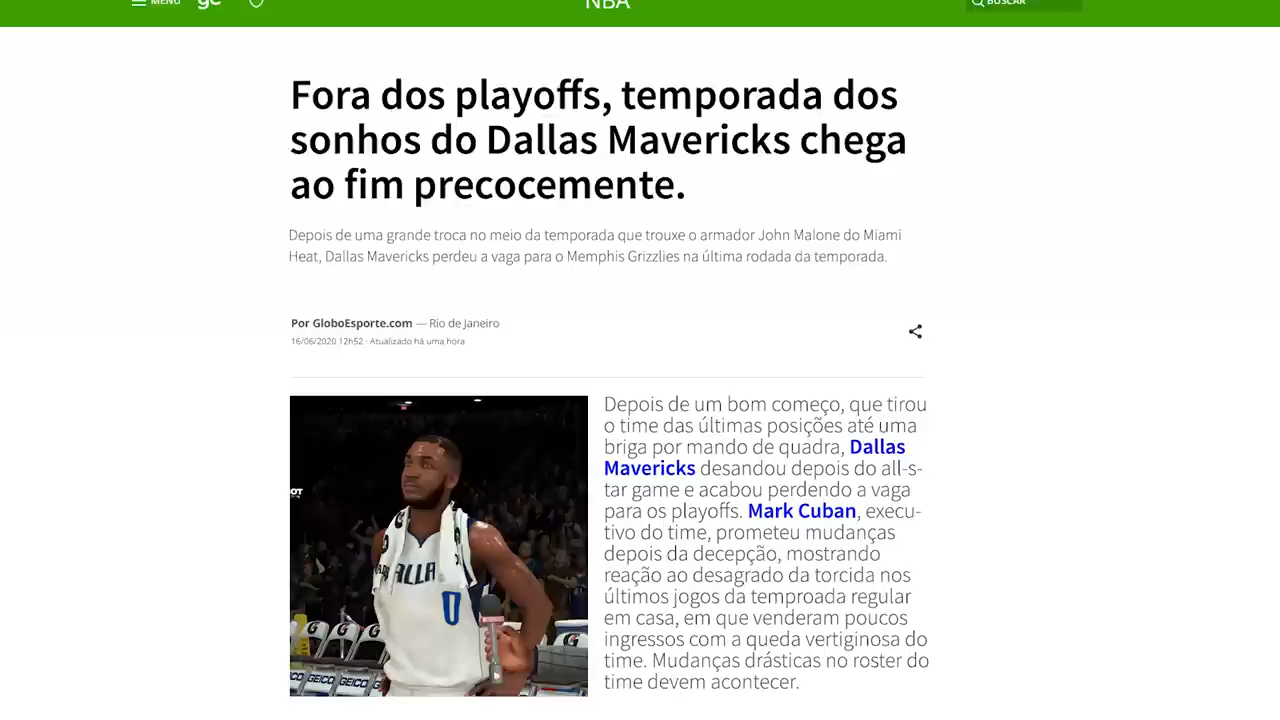 MENU
ge
NBA
BUSCAR
Fora dos playoffs, temporada dos
sonhos do Dallas Mavericks chega
ao fim precocemente.
Depois de uma grande troca no meio da temporada que trouxe o armador John Malone do Miami
Heat, Dallas Mavericks perdeu a vaga para o Memphis Grizzlies na última rodada da temporada.
Por GloboEsporte.com — Rio de Janeiro
16/06/2020 12h52 · Atualizado há uma hora
Depois de um bom começo, que tirou
o time das últimas posições até uma
briga por mando de quadra, Dallas
Mavericks desandou depois do all-s-
tar game e acabou perdendo a vaga
para os playoffs. Mark Cuban, execu-
tivo do time, prometeu mudanças
depois da decepção, mostrando
reação ao desagrado da torcida nos
últimos jogos da temproada regular
em casa, em que venderam poucos
ingressos com a queda vertiginosa do
time. Mudanças drásticas no roster do
time devem acontecer.
OT
ALLA
0
GEICO GEICO GEICO